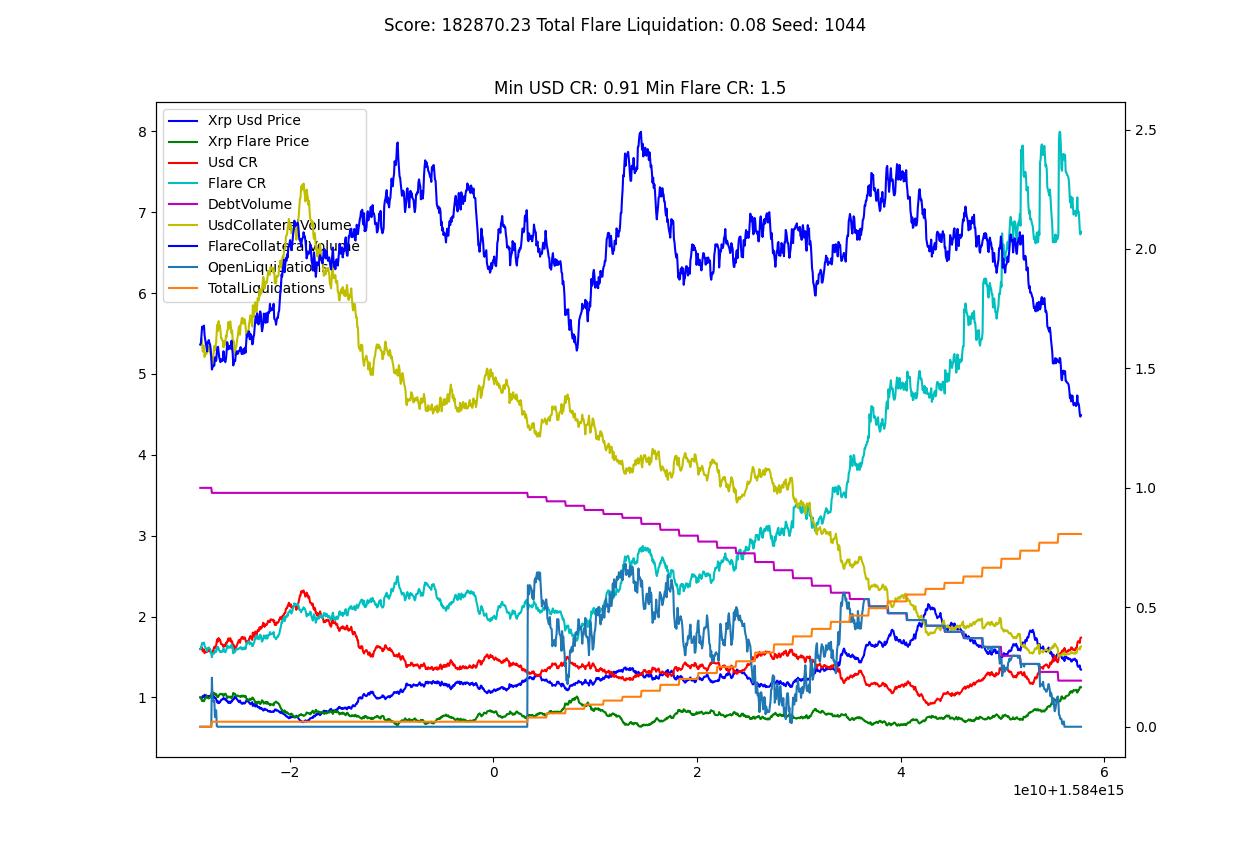 Score: 182870.23 Total Flare Liquidation: 0.08 Seed: 1044
Min USD CR: 0.91 Min Flare CR: 1.5
Xrp Usd Price
Xrp Flare Price
Usd CR
Flare CR
DebtVolume
UsdCollateralVolume
FlareCollateralVolume
OpenLiquidations
TotalLiquidations
8
7
6
5
4
3
2
1
2.5
2.0
1.5
1.0
0.5
0.0
−2
0
2
4
6
1e10+1.584e15